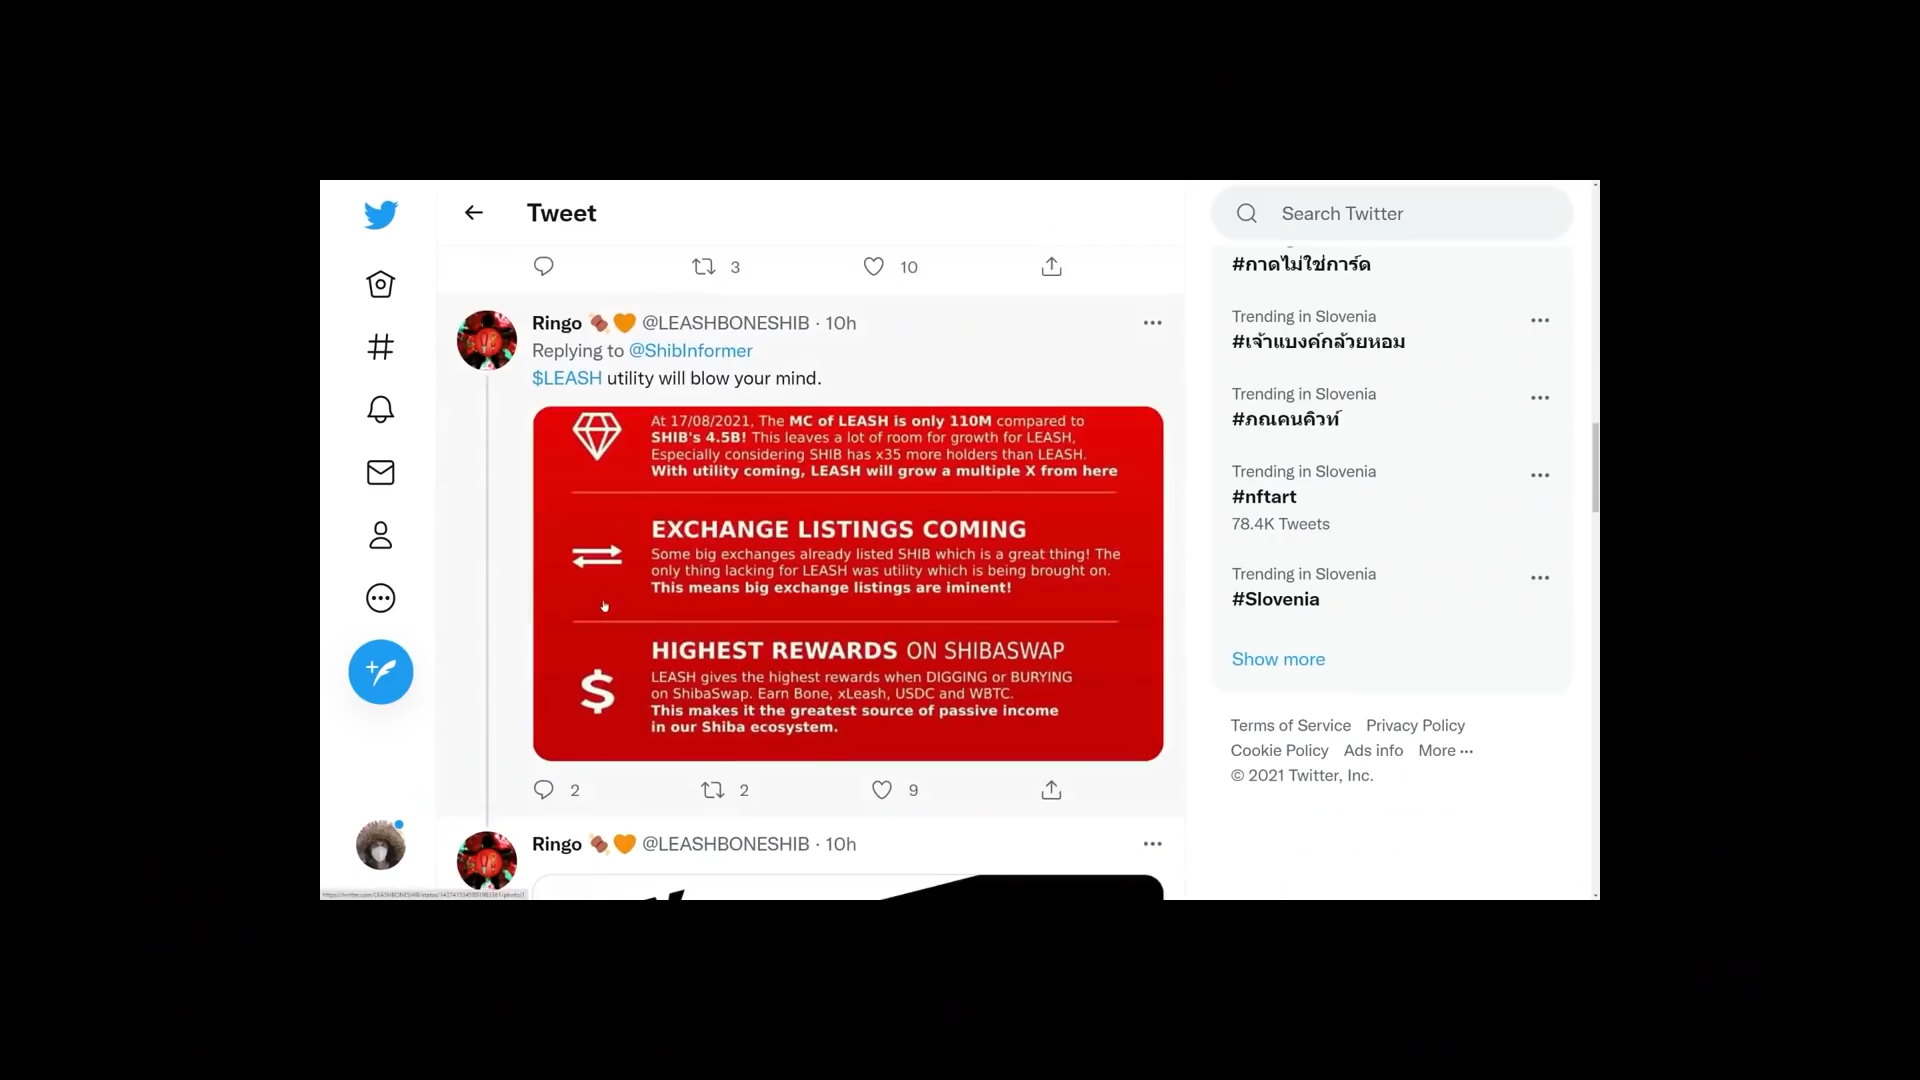 Tweet
3
10
Ringo @LEASHBONESHIB · 10h
Replying to @ShibInformer
$LEASH utility will blow your mind.
At 17/08/2021, The MC of LEASH is only 110M compared to
SHIB's 4.5B! This leaves a lot of room for growth for LEASH,
Especially considering SHIB has x35 more holders than LEASH.
With utility coming, LEASH will grow a multiple X from here
EXCHANGE LISTINGS COMING
Some big exchanges already listed SHIB which is a great thing! The
only thing lacking for LEASH was utility which is being brought on.
This means big exchange listings are iminent!
HIGHEST REWARDS ON SHIBASWAP
LEASH gives the highest rewards when DIGGING or BURYING
on ShibaSwap. Earn Bone, xLeash, USDC and WBTC.
This makes it the greatest source of passive income
in our Shiba ecosystem.
2
2
9
Ringo @LEASHBONESHIB · 10h
Search Twitter
#กาดไม่ใช่การ์ด
Trending in Slovenia
#เจ้าแบงค์กล้วยหอม
Trending in Slovenia
#ภณคนคิวท์
Trending in Slovenia
#nftart
78.4K Tweets
Trending in Slovenia
#Slovenia
Show more
Terms of Service Privacy Policy
Cookie Policy Ads info More ···
© 2021 Twitter, Inc.